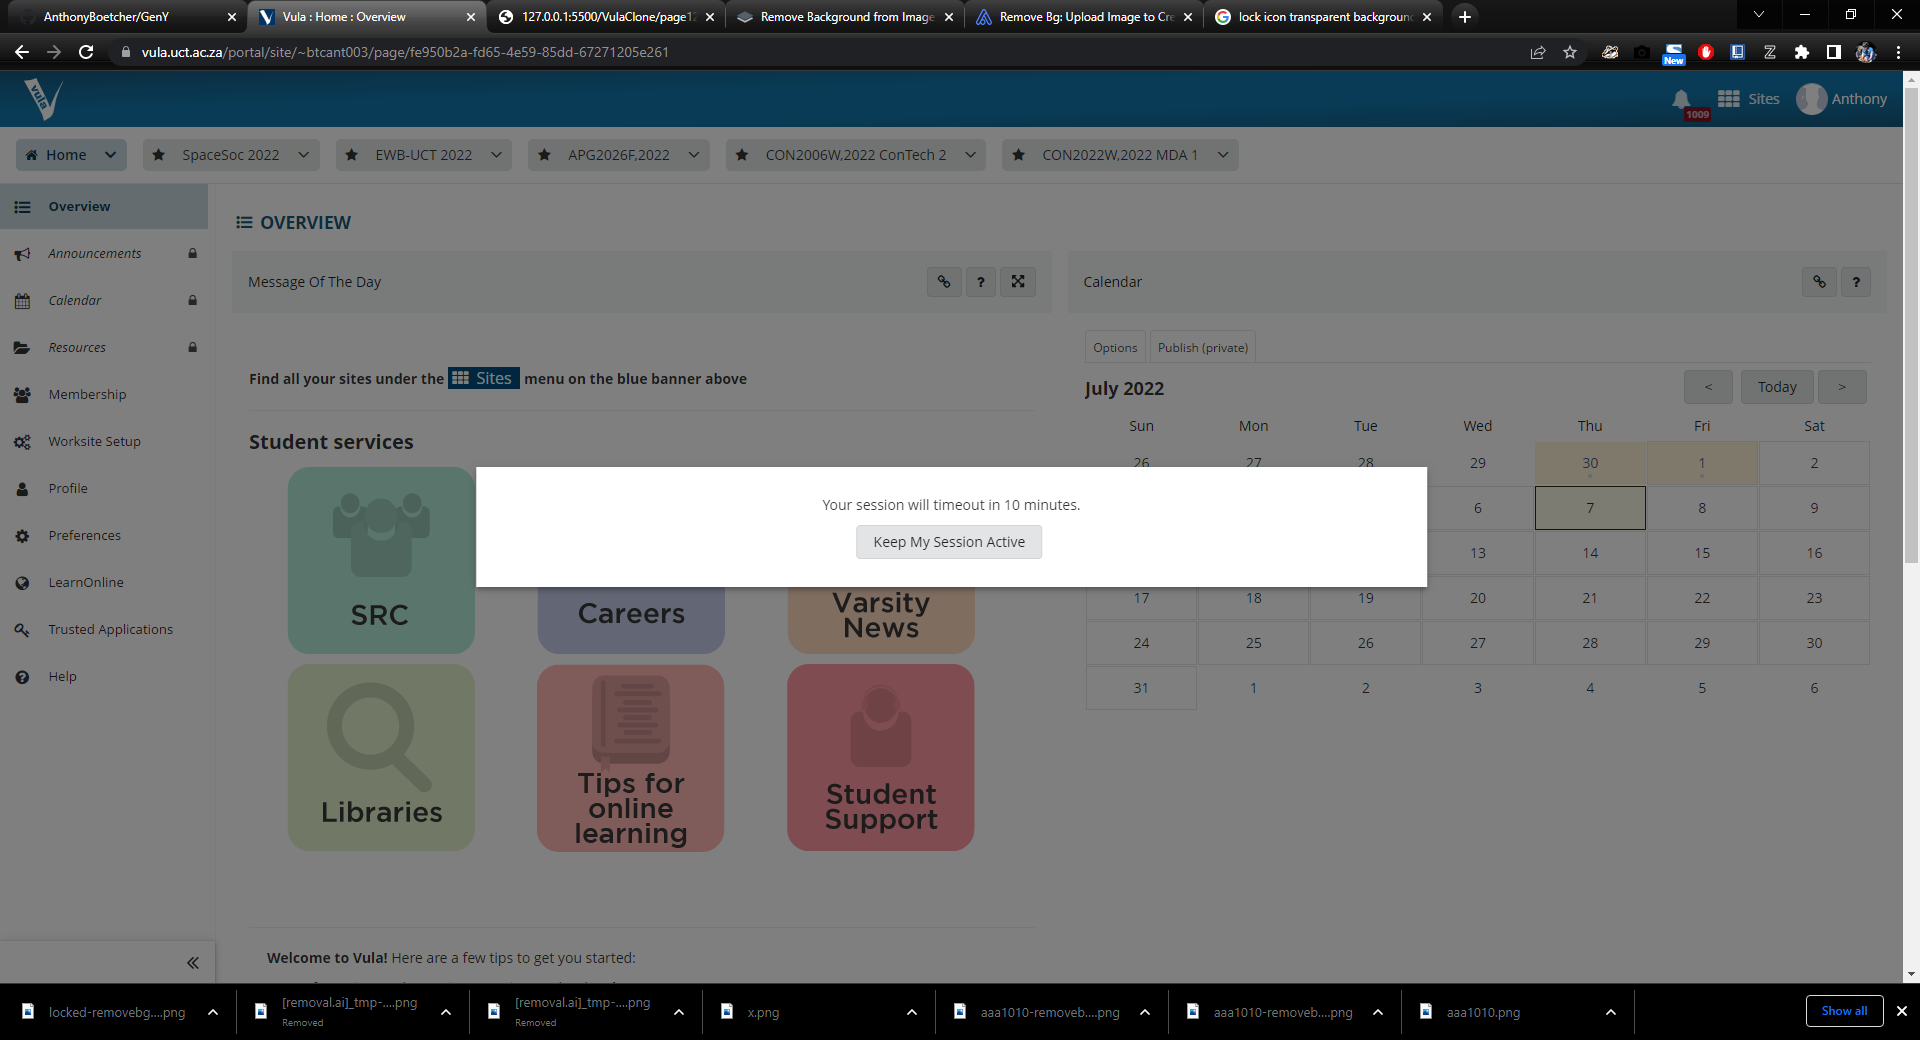 AnthonyBoetcher/GenY
Vula : Home : Overview
127.0.0.1:5500/VulaClone/page12
Remove Background from Image
Remove Bg: Upload Image to Cre
lock icon transparent background
vula.uct.ac.za/portal/site/~btcant003/page/fe950b2a-fd65-4e59-85dd-67271205e261
New
vula
1009
Sites
Anthony
Home
SpaceSoc 2022
EWB-UCT 2022
APG2026F,2022
CON2006W,2022 ConTech 2
CON2022W,2022 MDA 1
Overview
Announcements
Calendar
Resources
Membership
Worksite Setup
Profile
Preferences
LearnOnline
Trusted Applications
Help
OVERVIEW
Message Of The Day
?
Find all your sites under the Sites menu on the blue banner above
Student services
SRC
Careers
Varsity
News
Libraries
Tips for
online
learning
Student
Support
Welcome to Vula! Here are a few tips to get you started:
Your session will timeout in 10 minutes.
Keep My Session Active
Calendar
?
Options
Publish (private)
July 2022
<
Today
>
Sun Mon Tue Wed Thu Fri Sat
26 27 28 29 30 1 2
6 7 8 9
13 14 15 16
17 18 19 20 21 22 23
24 25 26 27 28 29 30
31 1 2 3 4 5 6
locked-removebg....png
[removal.ai]_tmp-....png
Removed
[removal.ai]_tmp-....png
Removed
x.png
aaa1010-removeb....png
aaa1010-removeb....png
aaa1010.png
Show all